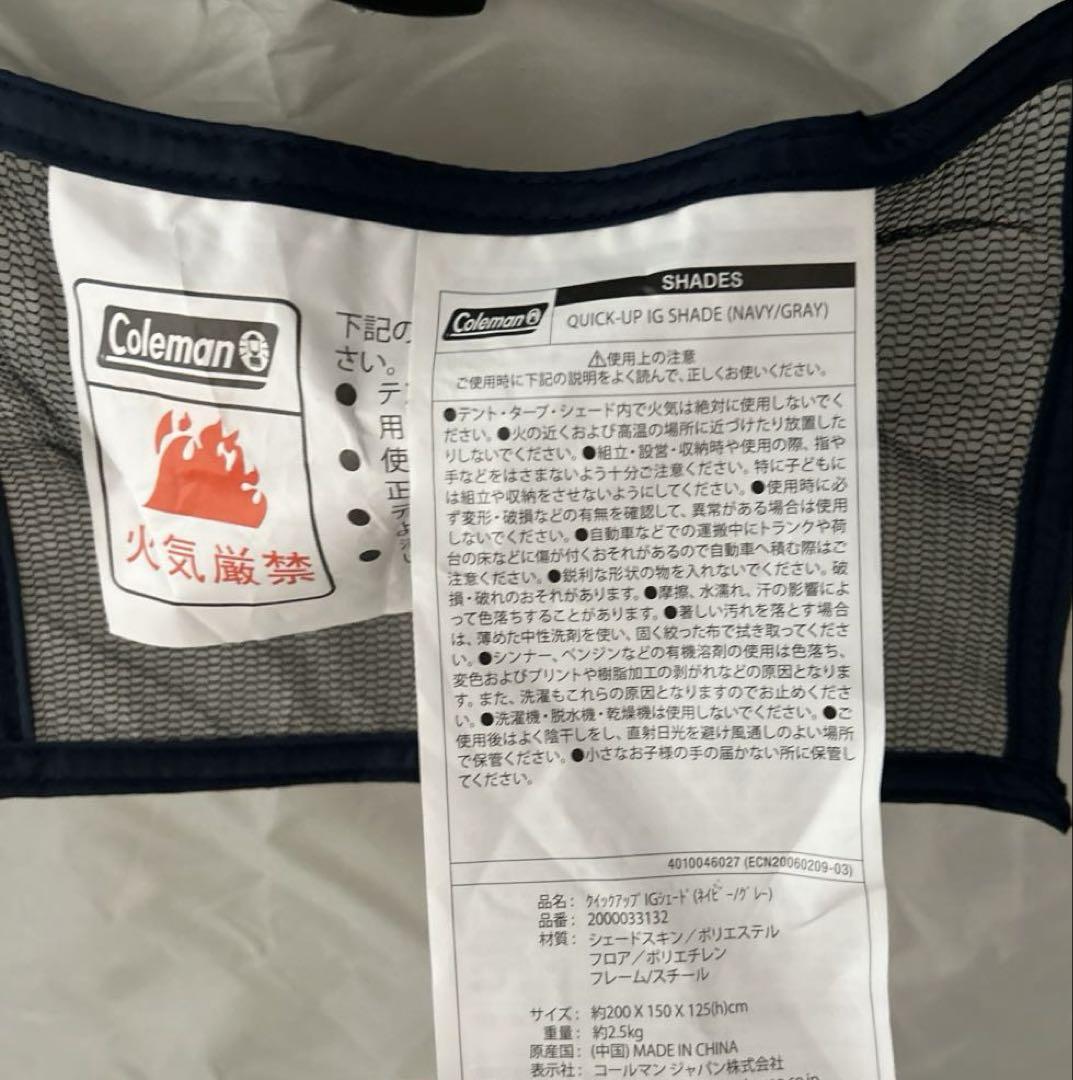 Coleman
火気厳禁
下記の
さい。
● テ
用
● 使
正
●
●
SHADES
Coleman
QUICK-UP IG SHADE (NAVY/GRAY)
⚠使用上の注意
ご使用時に下記の説明をよく読んで、正しくお使いください。
●テント・タープ・シェード内で火気は絶対に使用しないでく
ださい。●火の近くおよび高温の場所に近づけたり放置した
りしないでください。●組立・設営・収納時や使用の際、指や
手などをはさまないよう十分ご注意ください。特に子どもに
は組立や収納をさせないようにしてください。●使用時に必
ず変形・破損などの有無を確認して、異常がある場合は使用
しないでください。●自動車などでの運搬中にトランクや荷
台の床などに傷が付くおそれがあるので自動車へ積む際はご
注意ください。●鋭利な形状の物を入れないでください。破
損・破れのおそれがあります。●摩擦、水濡れ、汗の影響によ
って色落ちすることがあります。●著しい汚れを落とす場合
は、薄めた中性洗剤を使い、固く絞った布で拭き取ってくださ
い。●シンナー、ベンジンなどの有機溶剤の使用は色落ち、
変色およびプリントや樹脂加工の剥がれなどの原因となりま
す。また、洗濯もこれらの原因となりますのでお止めくださ
い。●洗濯機・脱水機・乾燥機は使用しないでください。●ご
使用後はよく陰干しをし、直射日光を避け風通しのよい場所
で保管ください。●小さなお子様の手の届かない所に保管し
てください。
4010046027 (ECN20060209-03)
品名： ｸｲｯｸｱｯﾌﾟ IGｼｪｰﾄﾞ (ﾈｲﾋﾞｰ/ｸﾞﾚｰ)
品番： 2000033132
材質： シェードスキン／ポリエステル
フロア／ポリエチレン
フレーム/スチール
サイズ： 約200 X 150 X 125(h)cm
重量： 約2.5kg
原産国： (中国) MADE IN CHINA
表示社： コールマン ジャパン株式会社